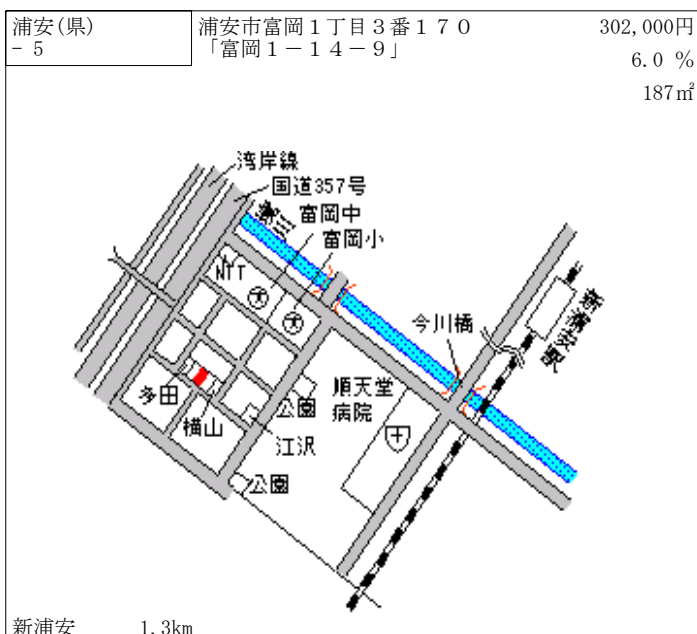 浦安(県)
- 5
浦安市富岡１丁目３番１７０
「富岡１－１４－９」
302,000円
6.0 %
187㎡
湾岸線
国道357号
富岡中
富岡小
NTT
文
文
今川橋
新浦安駅
順天堂
病院
多田
横山
公園
江沢
公園
新浦安 1.3km